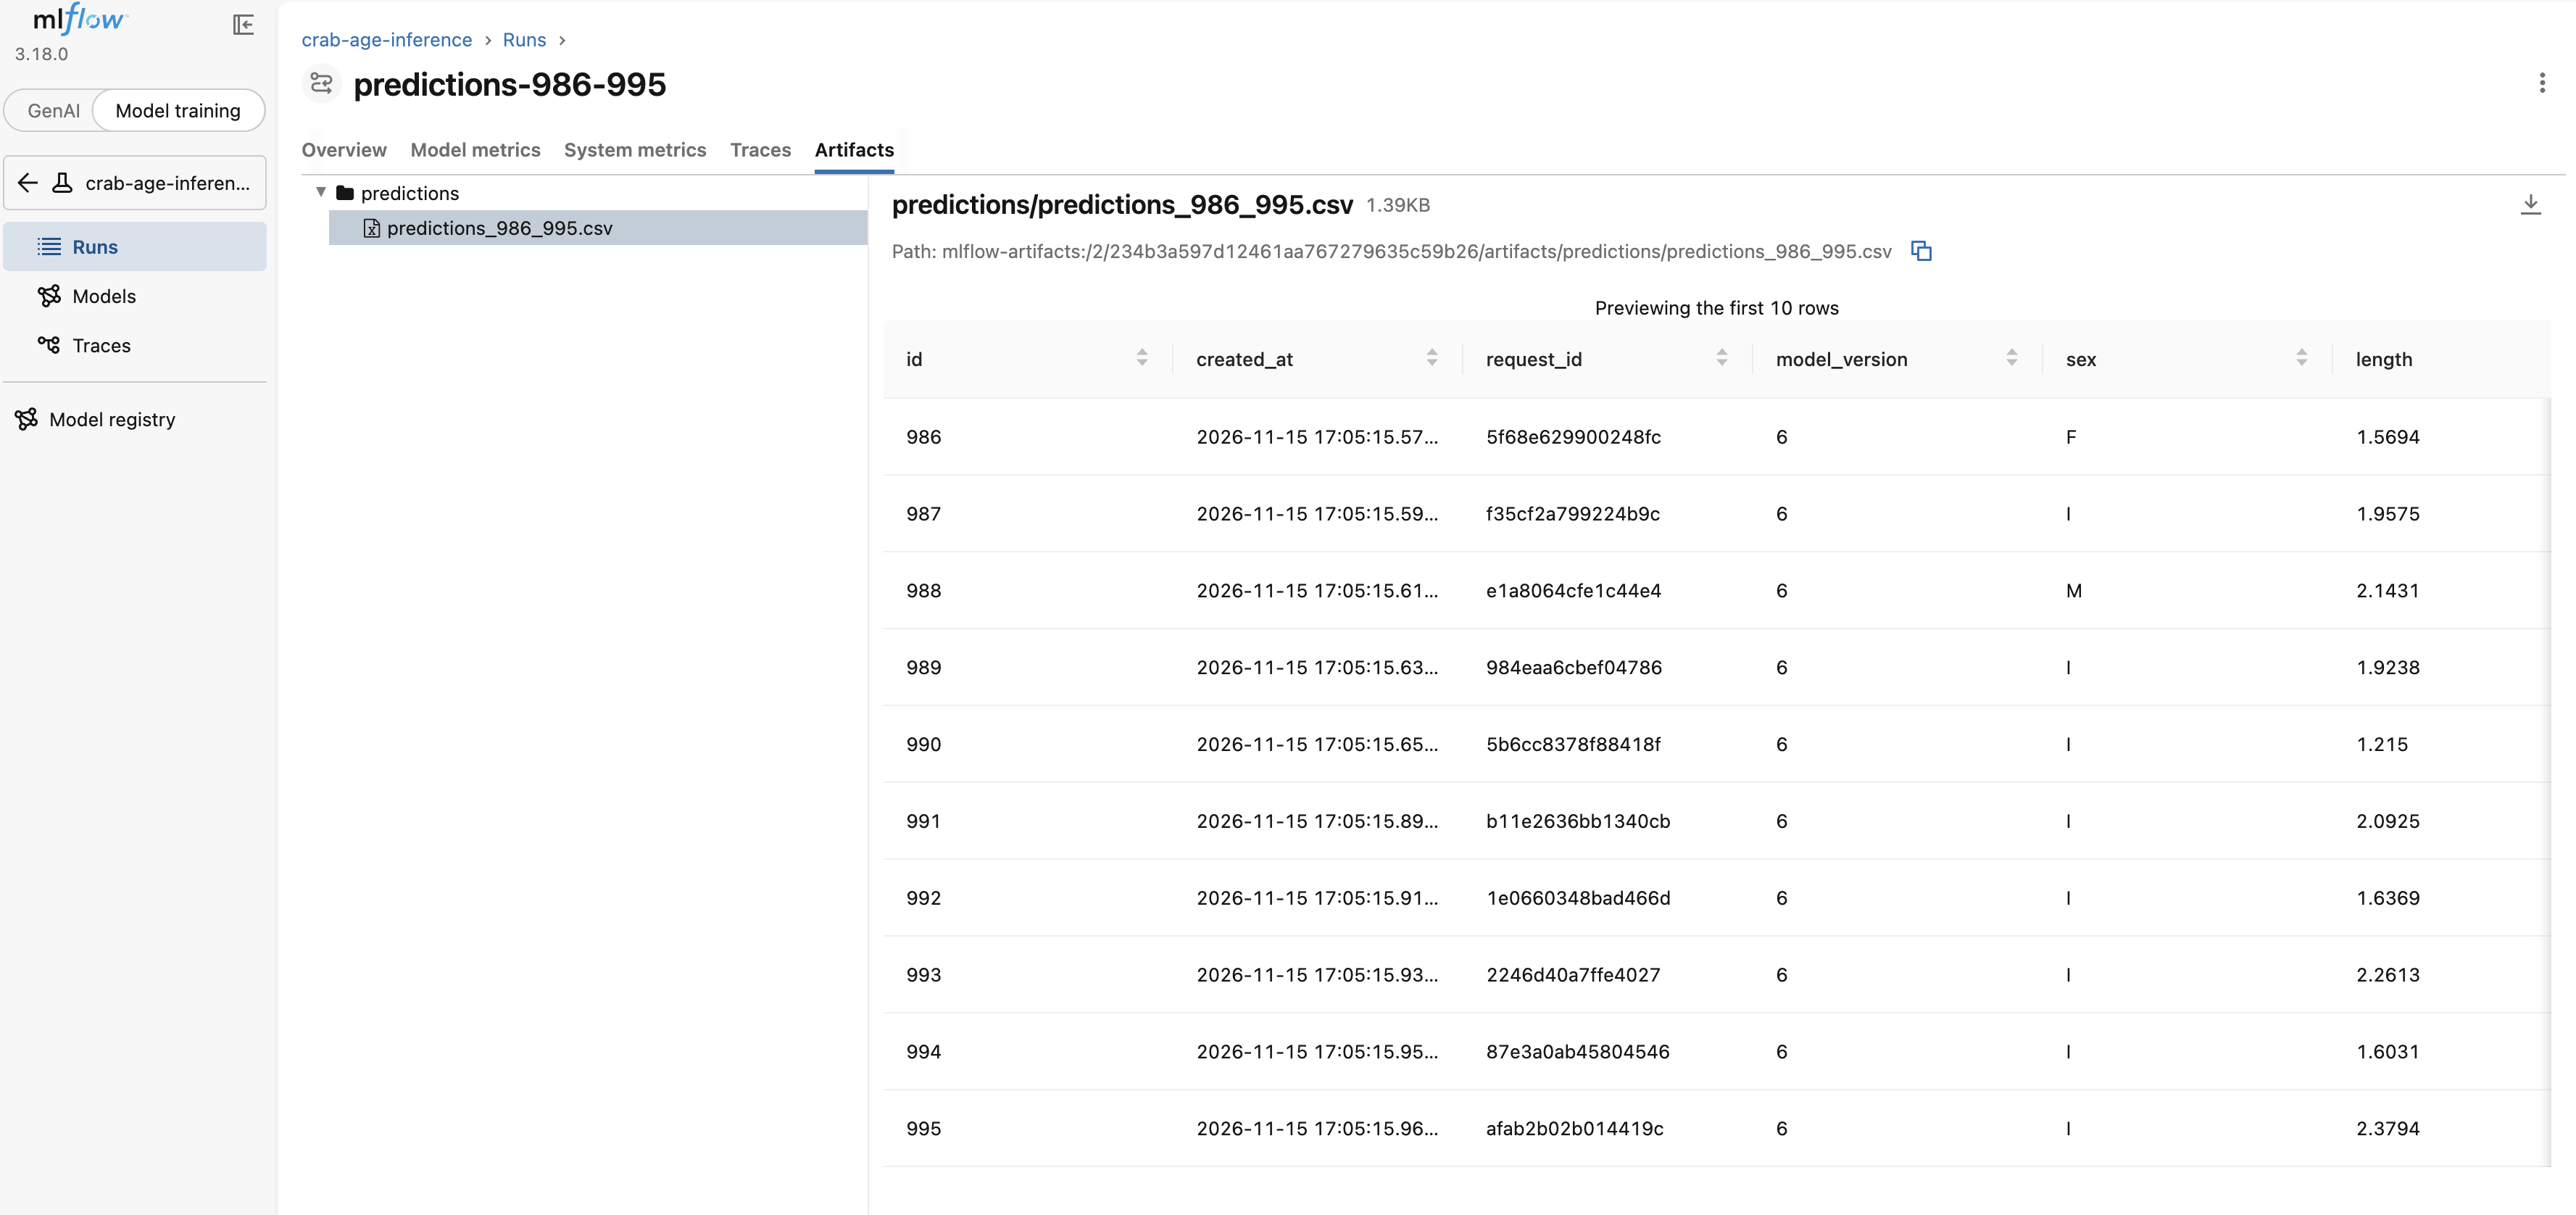 mlflow
3.18.0
GenAI
Model training
crab-age-inferen...
Runs
Models
Traces
Model registry
crab-age-inference > Runs >
predictions-986-995
Overview Model metrics System metrics Traces Artifacts
predictions
predictions_986_995.csv
predictions/predictions_986_995.csv 1.39KB
Path: mlflow-artifacts:/2/234b3a597d12461aa767279635c59b26/artifacts/predictions/predictions_986_995.csv
Previewing the first 10 rows
id created_at request_id model_version sex length
986 2026-11-15 17:05:15.57... 5f68e629900248fc 6 F 1.5694
987 2026-11-15 17:05:15.59... f35cf2a799224b9c 6 I 1.9575
988 2026-11-15 17:05:15.61... e1a8064cfe1c44e4 6 M 2.1431
989 2026-11-15 17:05:15.63... 984eaa6cbef04786 6 I 1.9238
990 2026-11-15 17:05:15.65... 5b6cc8378f88418f 6 I 1.215
991 2026-11-15 17:05:15.89... b11e2636bb1340cb 6 I 2.0925
992 2026-11-15 17:05:15.91... 1e0660348bad466d 6 I 1.6369
993 2026-11-15 17:05:15.93... 2246d40a7ffe4027 6 I 2.2613
994 2026-11-15 17:05:15.95... 87e3a0ab45804546 6 I 1.6031
995 2026-11-15 17:05:15.96... afab2b02b014419c 6 I 2.3794